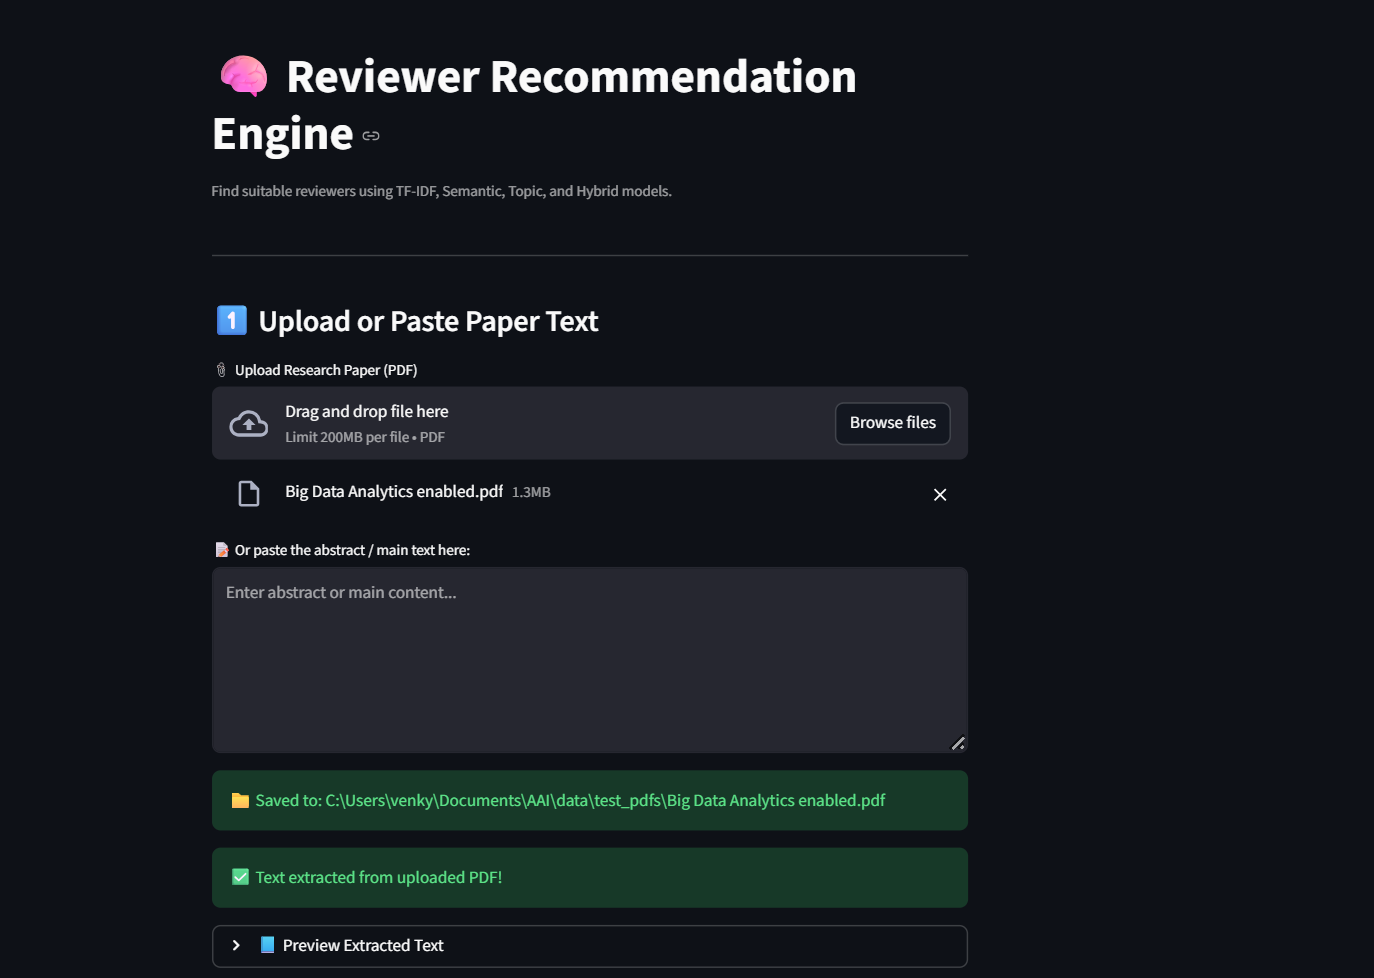 🧠 Reviewer Recommendation
Engine
Find suitable reviewers using TF-IDF, Semantic, Topic, and Hybrid models.
1️⃣ Upload or Paste Paper Text
📎 Upload Research Paper (PDF)
Drag and drop file here
Limit 200MB per file • PDF
Browse files
Big Data Analytics enabled.pdf 1.3MB
📝 Or paste the abstract / main text here:
Enter abstract or main content...
📁 Saved to: C:\Users\venky\Documents\AAI\data\test_pdfs\Big Data Analytics enabled.pdf
✅ Text extracted from uploaded PDF!
📘 Preview Extracted Text